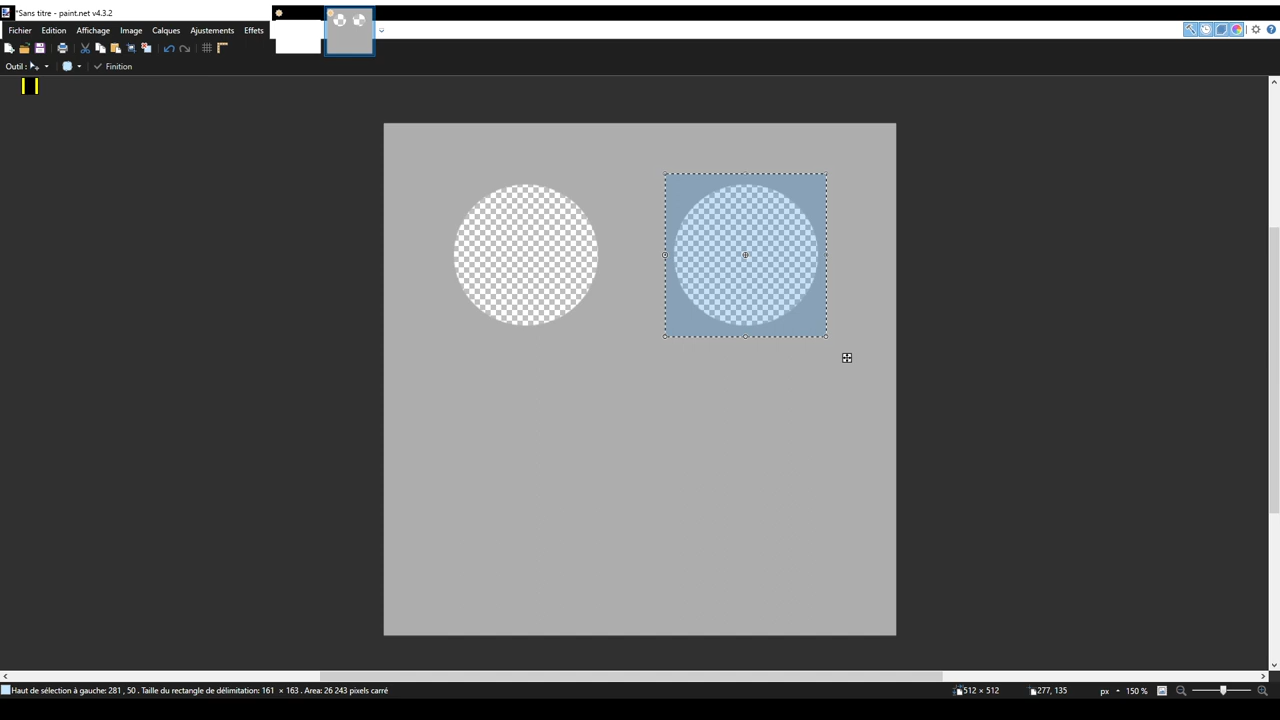 *Sans titre - paint.net v4.3.2
Fichier Edition Affichage Image Calques Ajustements Effets
Outil : Finition
Haut de sélection à gauche: 281 , 50 . Taille du rectangle de délimitation: 161 × 163 . Area: 26 243 pixels carré
512 × 512
277, 135
px
150 %